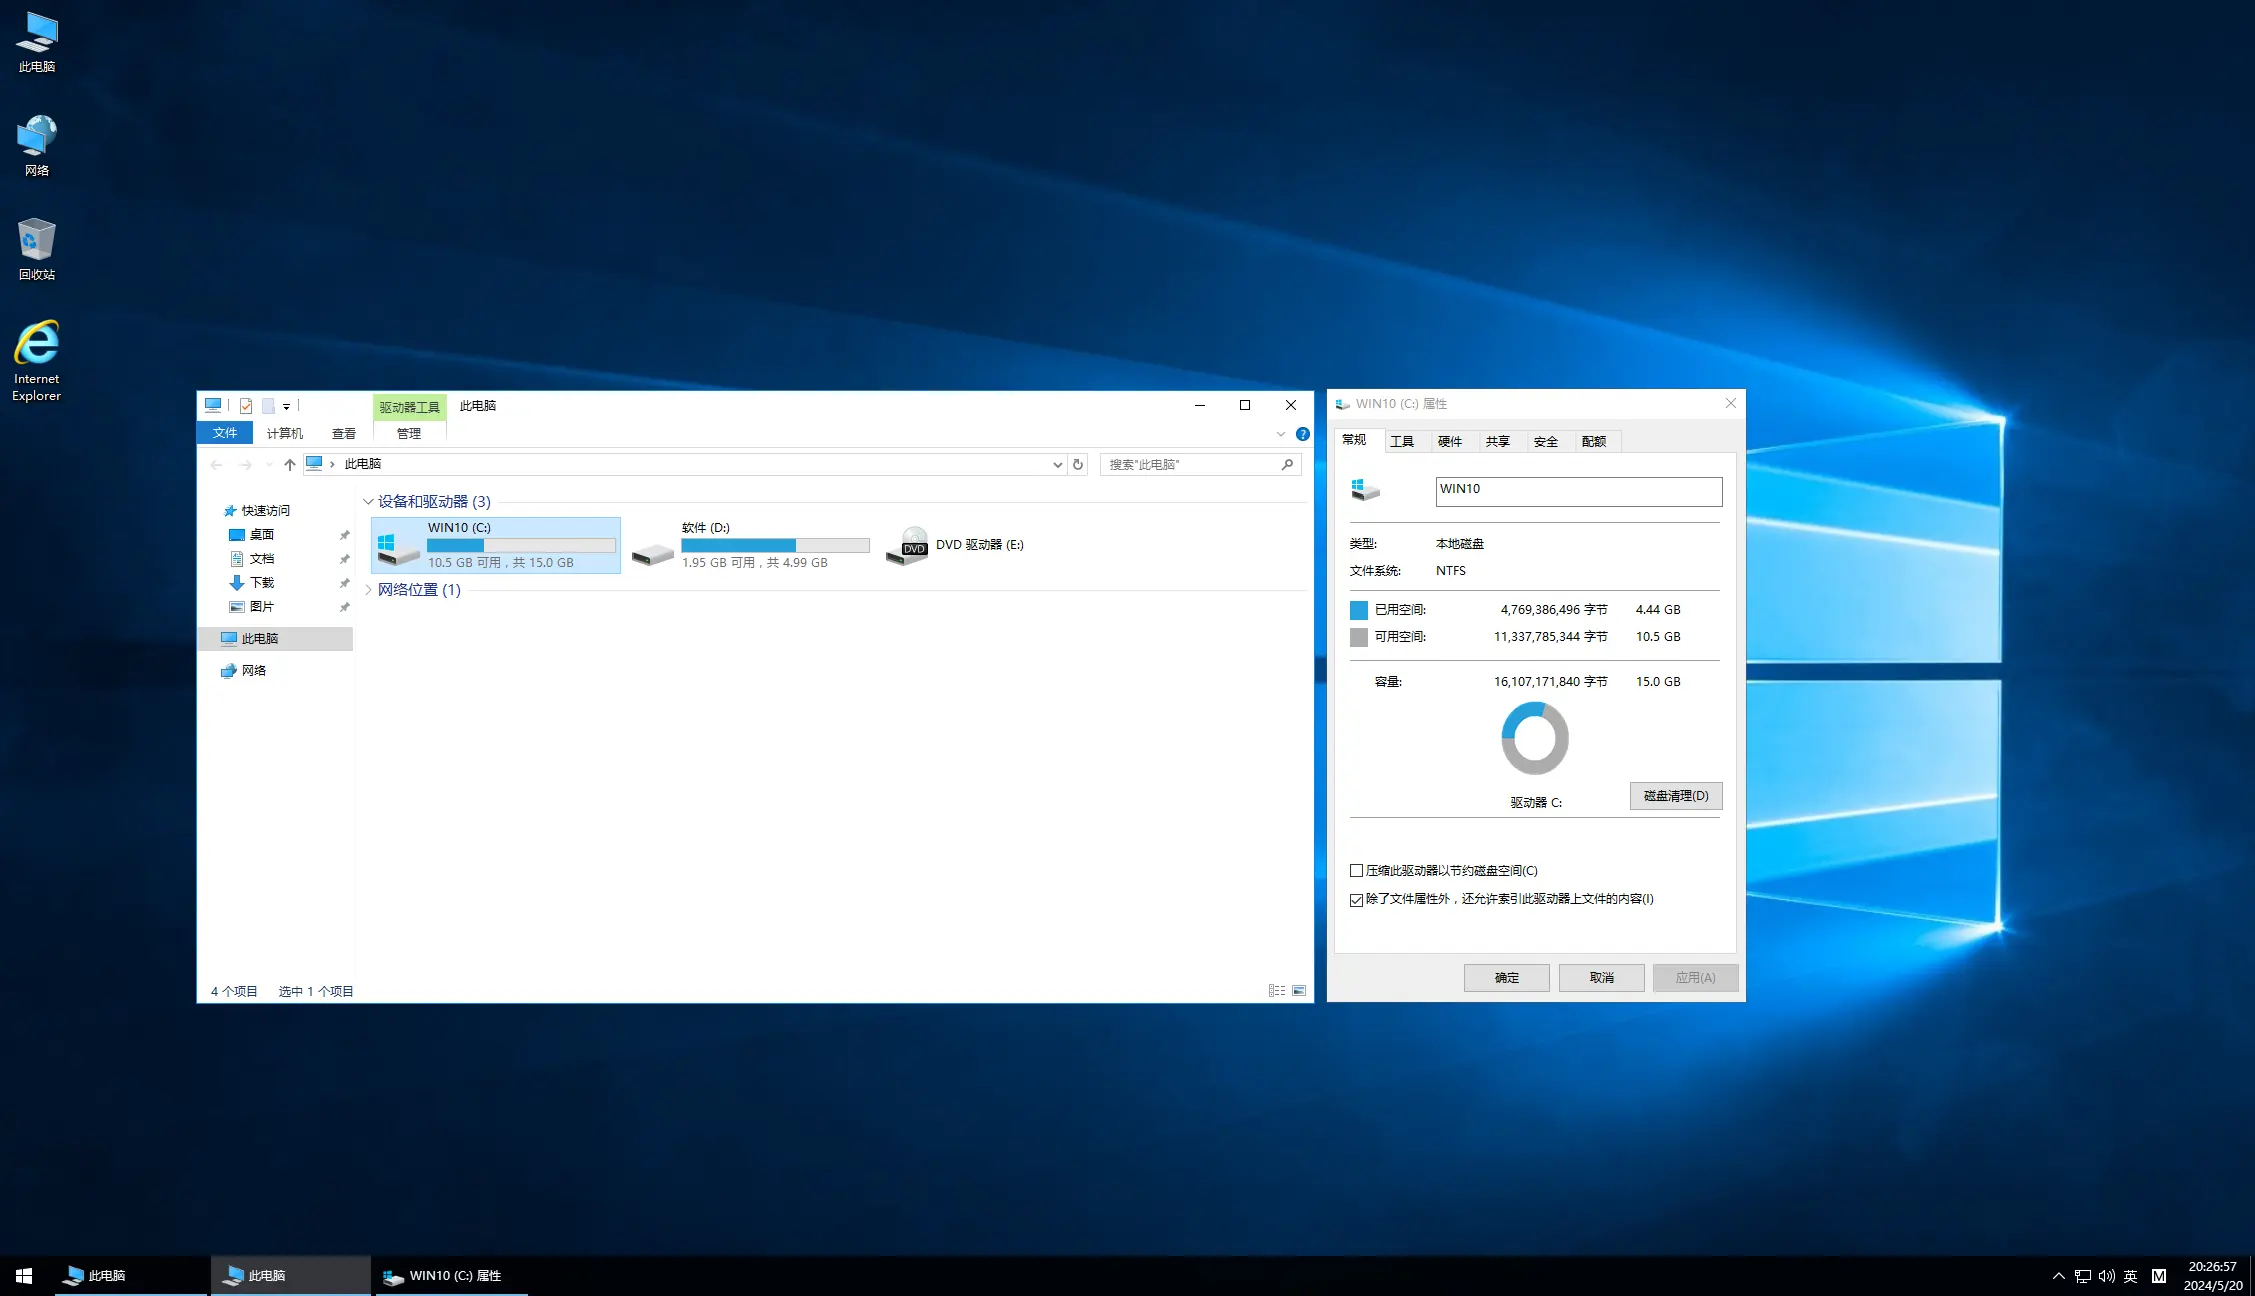 此电脑
网络
回收站
Internet
Explorer
驱动器工具
此电脑
文件
计算机
查看
管理
此电脑
搜索"此电脑"
快速访问
桌面
文档
下载
图片
此电脑
网络
设备和驱动器 (3)
WIN10 (C:)
10.5 GB 可用，共 15.0 GB
软件 (D:)
1.95 GB 可用，共 4.99 GB
DVD
DVD 驱动器 (E:)
网络位置 (1)
4 个项目
选中 1 个项目
WIN10 (C:) 属性
常规
工具
硬件
共享
安全
配额
WIN10
类型:
本地磁盘
文件系统:
NTFS
已用空间:
4,769,386,496 字节
4.44 GB
可用空间:
11,337,785,344 字节
10.5 GB
容量:
16,107,171,840 字节
15.0 GB
驱动器 C:
磁盘清理(D)
压缩此驱动器以节约磁盘空间(C)
除了文件属性外，还允许索引此驱动器上文件的内容(I)
确定
取消
应用(A)
此电脑
此电脑
WIN10 (C:) 属性
英
M
20:26:57
2024/5/20